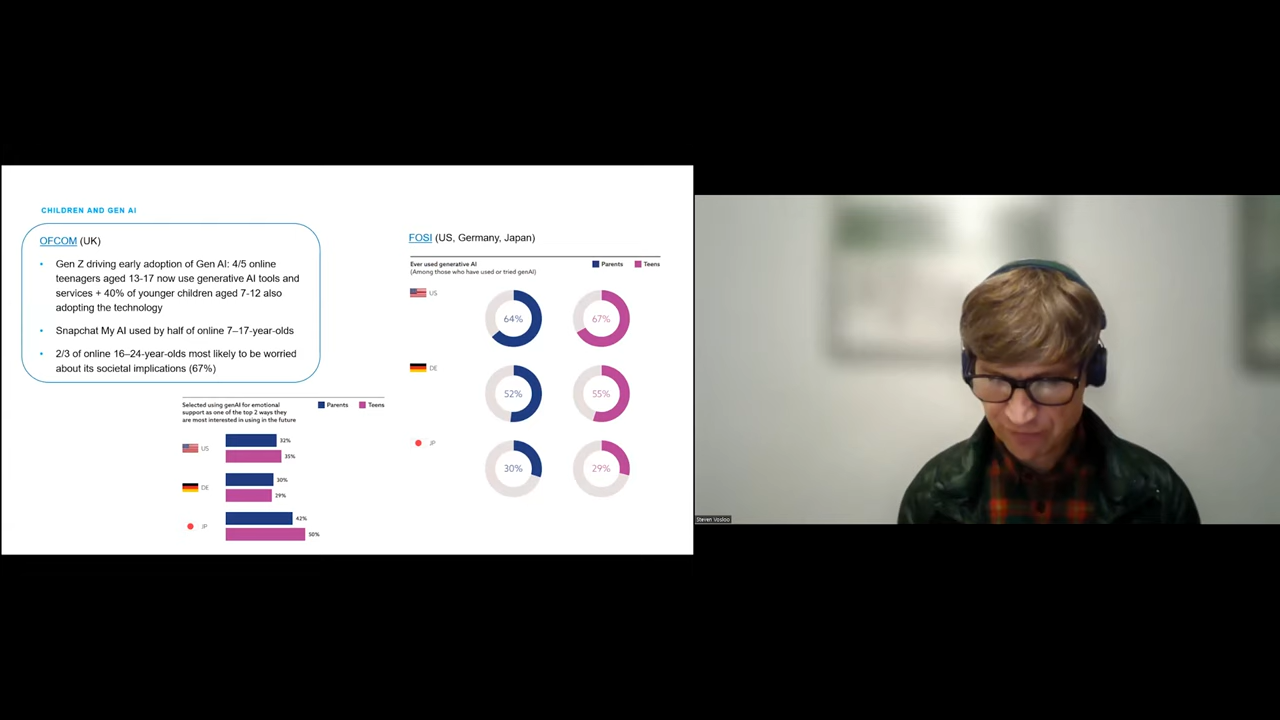 CHILDREN AND GEN AI
OFCOM (UK)
• Gen Z driving early adoption of Gen AI: 4/5 online
teenagers aged 13-17 now use generative AI tools and
services + 40% of younger children aged 7-12 also
adopting the technology
• Snapchat My AI used by half of online 7–17-year-olds
• 2/3 of online 16–24-year-olds most likely to be worried
about its societal implications (67%)
Selected using genAI for emotional
support as one of the top 2 ways they
are most interested in using in the future
Parents Teens
US
32%
35%
DE
30%
29%
JP
42%
50%
FOSI (US, Germany, Japan)
Ever used generative AI
(Among those who have used or tried genAI)
Parents Teens
US
64% 67%
DE
52% 55%
JP
30% 29%
Steven Vosloo